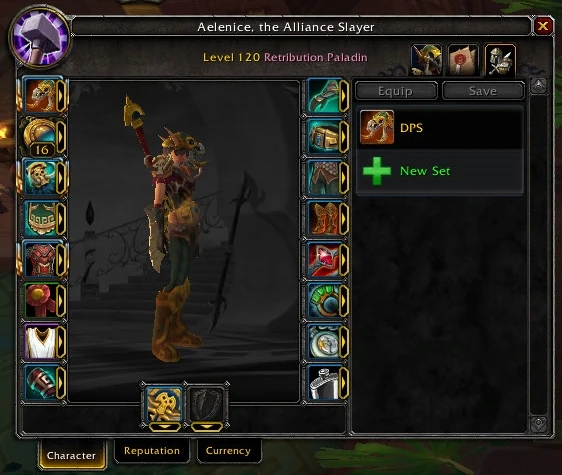 Aelenice, the Alliance Slayer
Level 120 Retribution Paladin
Equip Save
16
DPS
New Set
Character Reputation Currency